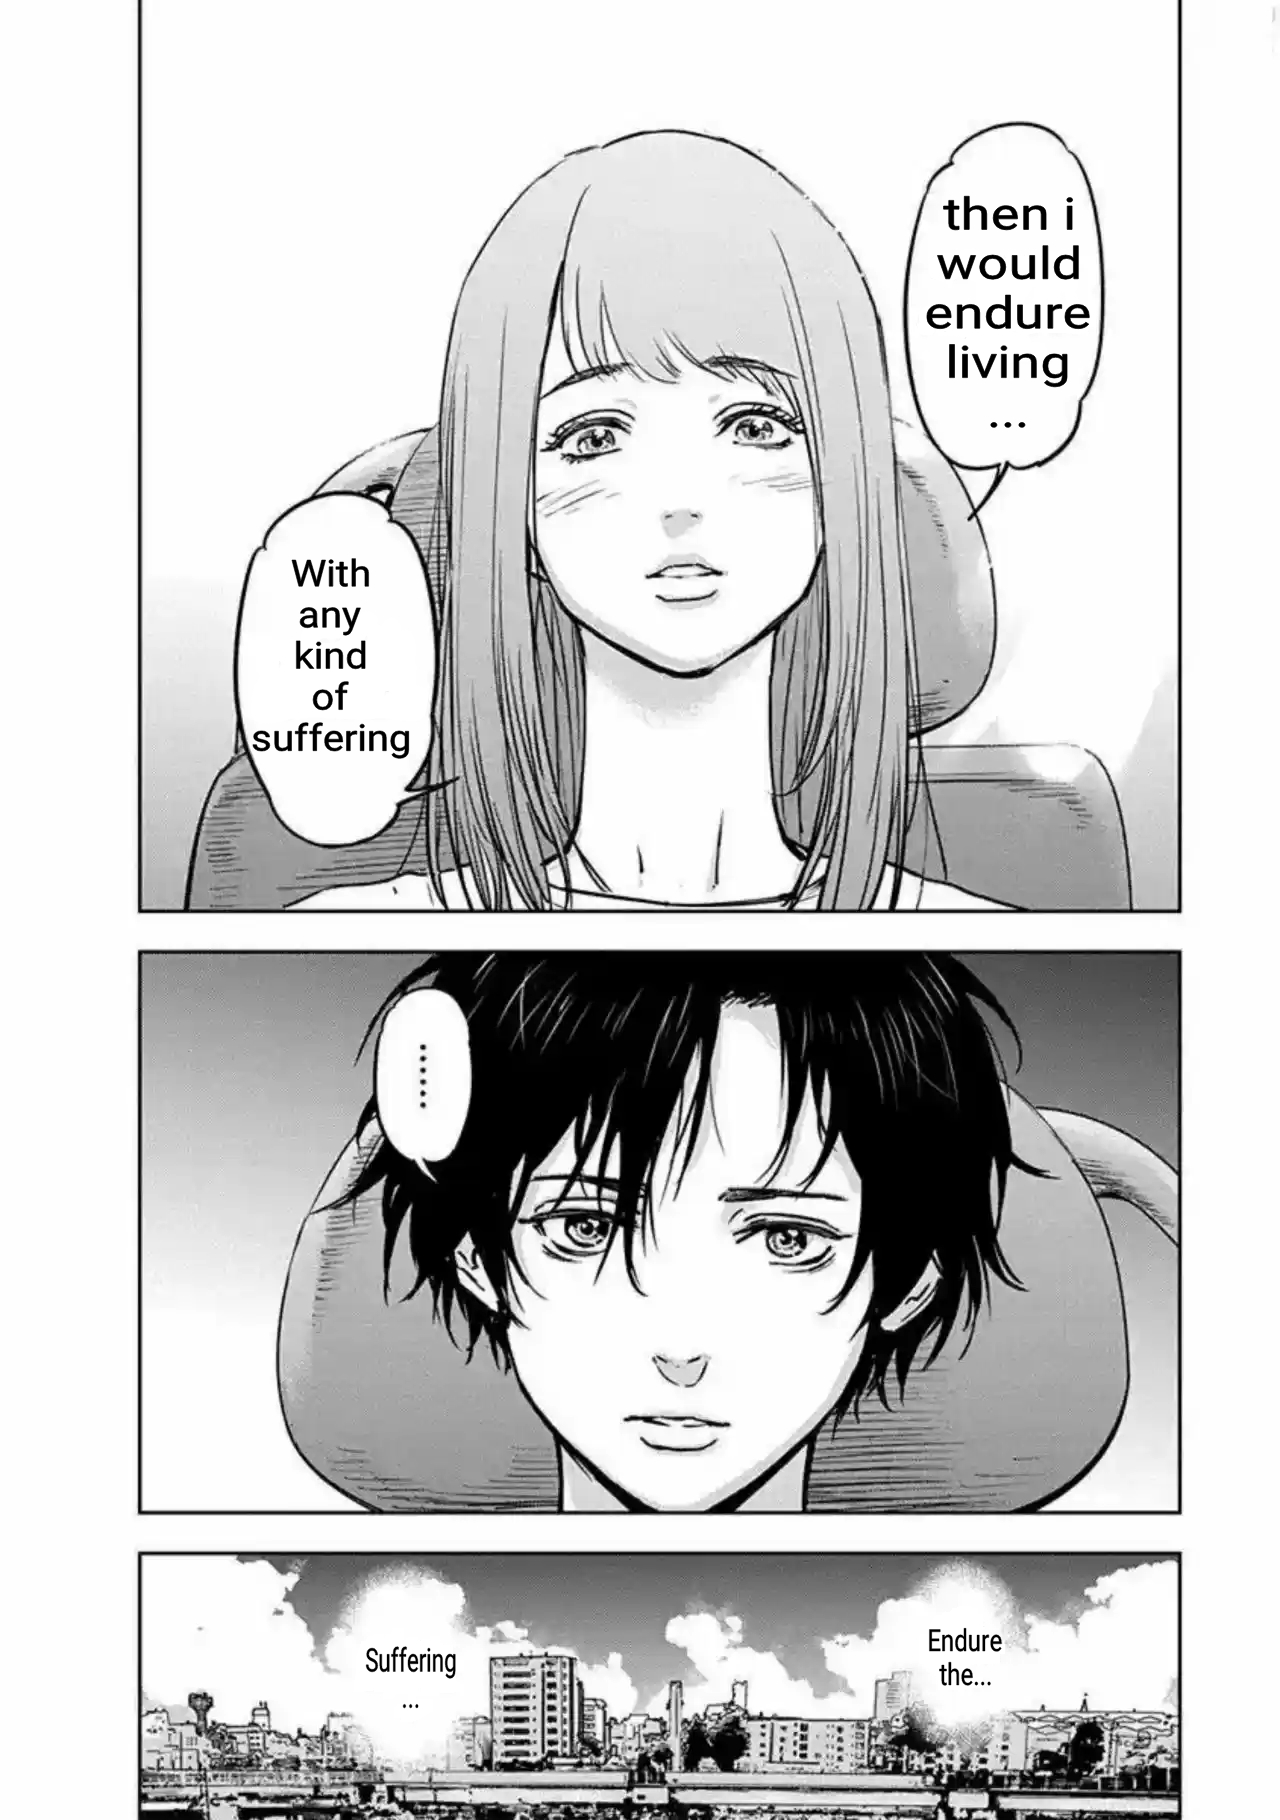 then i
would
endure
living
...
With
any
kind
of
suffering
......
Endure
the...
Suffering
...